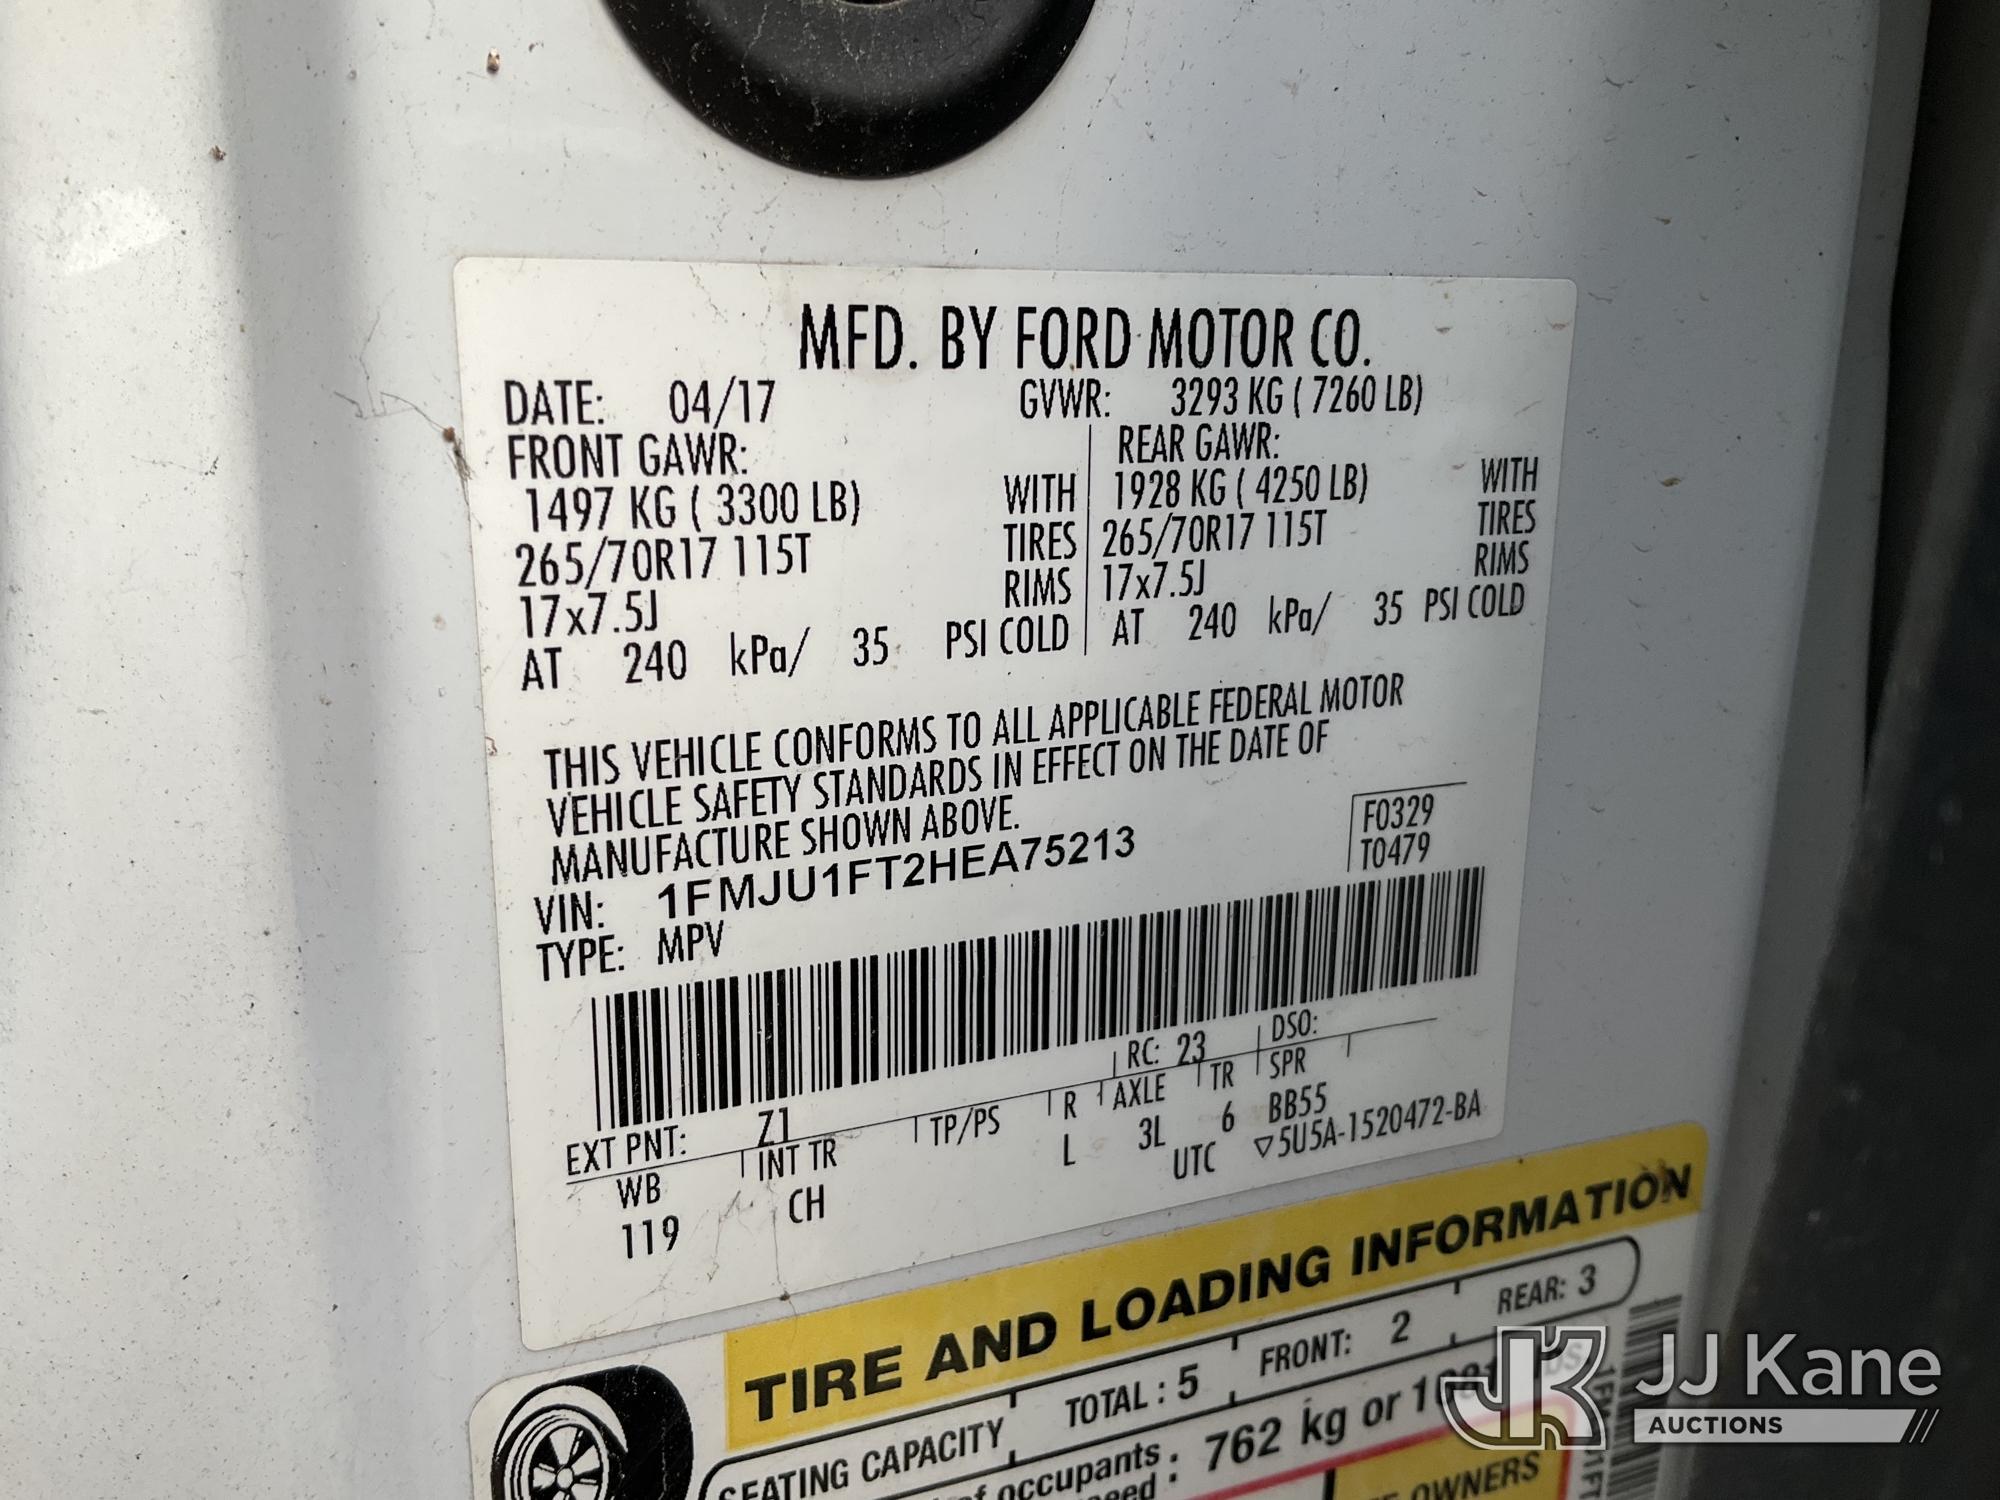 MFD. BY FORD MOTOR CO.
DATE: 04/17 GVWR: 3293 KG ( 7260 LB)
FRONT GAWR: REAR GAWR:
1497 KG ( 3300 LB) WITH 1928 KG ( 4250 LB) WITH
265/70R17 115T TIRES 265/70R17 115T TIRES
17x7.5J RIMS 17x7.5J RIMS
AT 240 kPa/ 35 PSI COLD AT 240 kPa/ 35 PSI COLD
THIS VEHICLE CONFORMS TO ALL APPLICABLE FEDERAL MOTOR
VEHICLE SAFETY STANDARDS IN EFFECT ON THE DATE OF
MANUFACTURE SHOWN ABOVE.
F0329
T0479
VIN: 1FMJU1FT2HEA75213
TYPE: MPV
EXT PNT: Z1 RC: 23 DSO:
WB INT TR TP/PS R AXLE TR SPR
119 CH L 3L 6 BB55
UTC ▽5U5A-1520472-BA
TIRE AND LOADING INFORMATION
SEATING CAPACITY TOTAL : 5 FRONT: 2 REAR: 3
of occupants : 762 kg or
OWNERS
JJ Kane
AUCTIONS